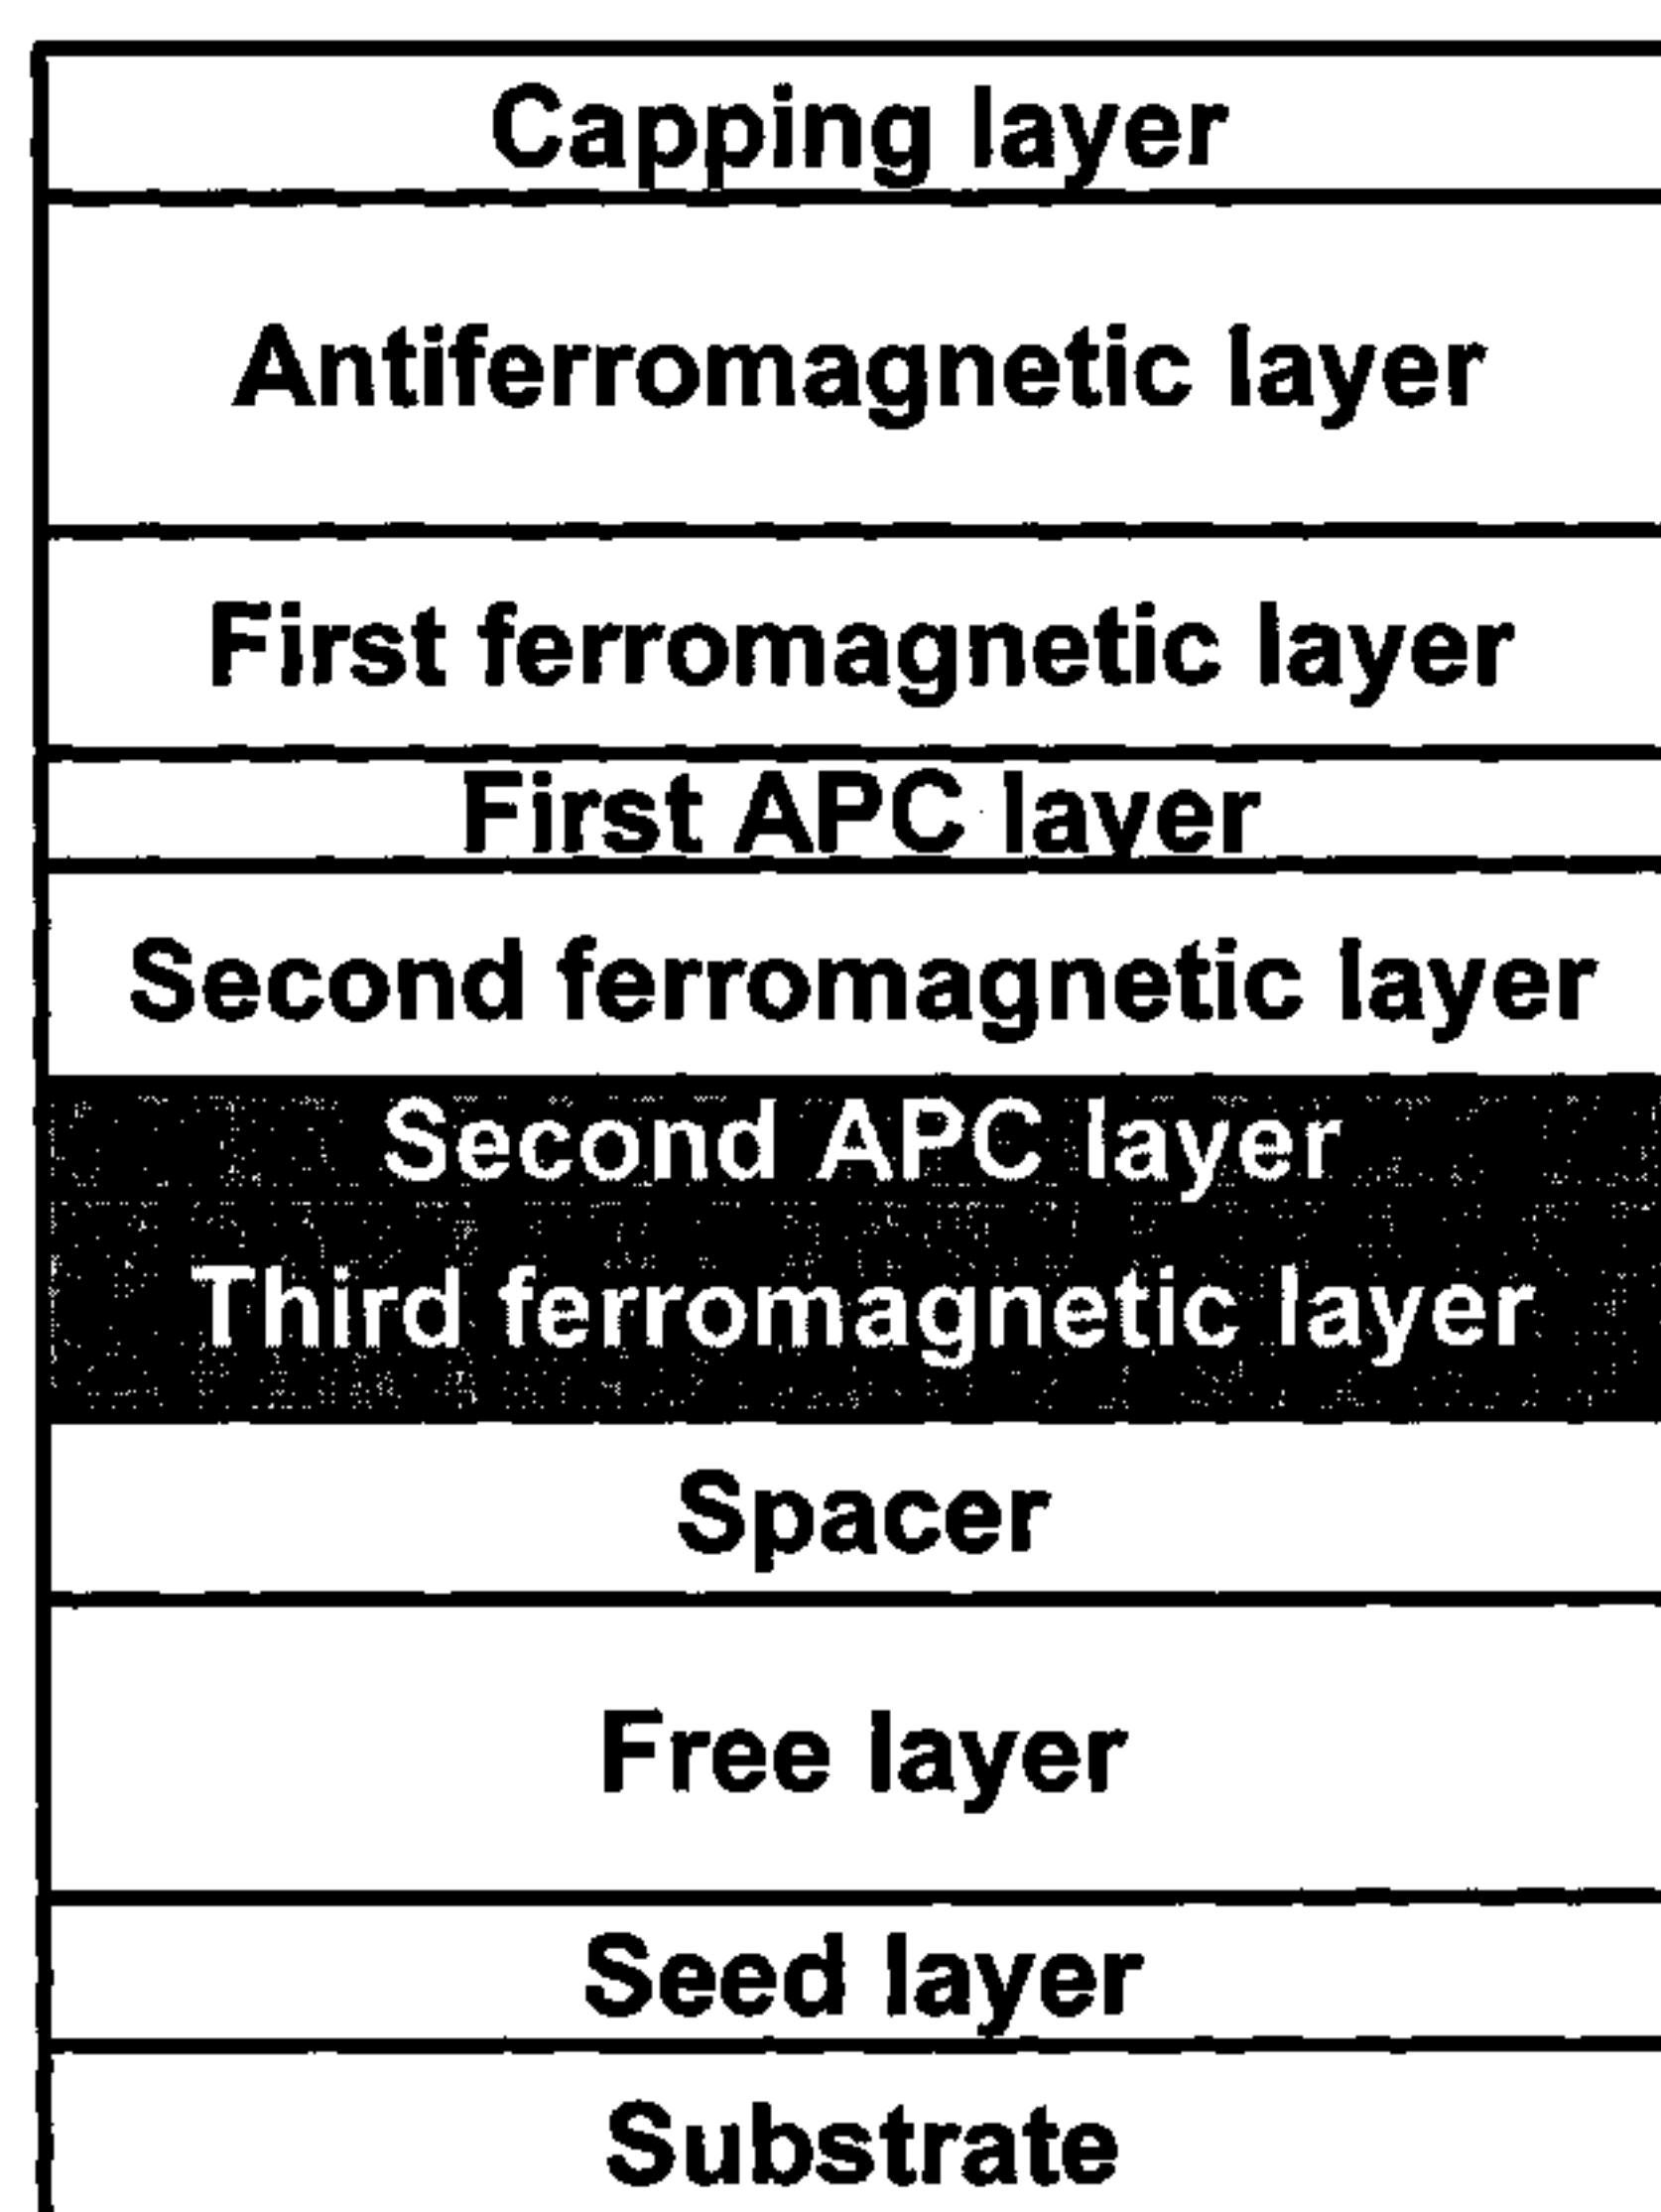 Capping layer
Antiferromagnetic layer
First ferromagnetic layer
First APC layer
Second ferromagnetic layer
Second APC layer
Third ferromagnetic layer
Spacer
Free layer
Seed layer
Substrate